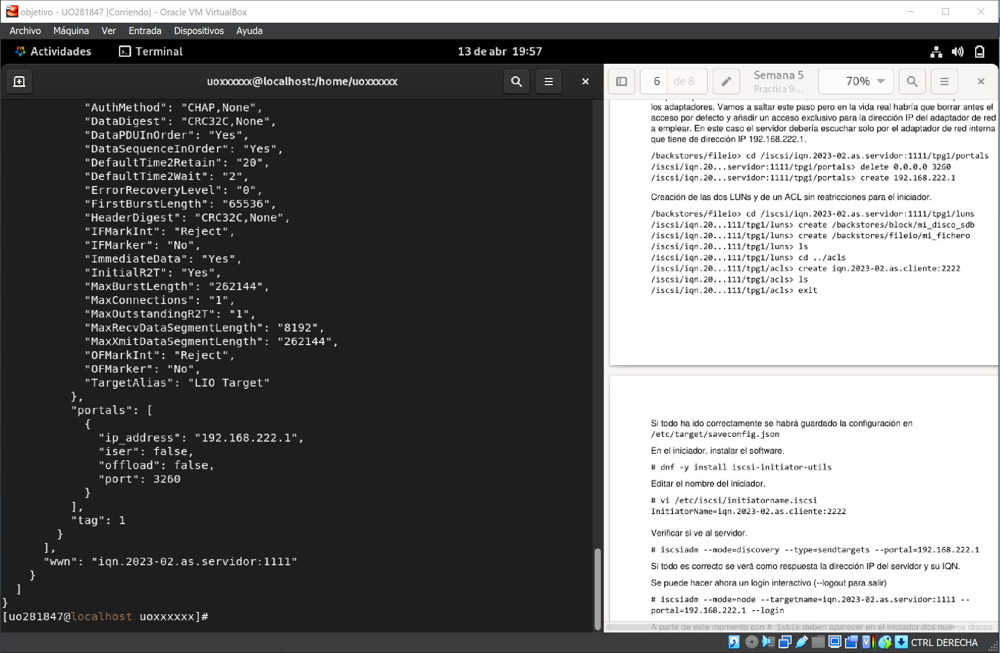 objetivo - UO281847 [Corriendo] - Oracle VM VirtualBox
Archivo Máquina Ver Entrada Dispositivos Ayuda
Actividades Terminal 13 de abr 19:57
uoxxxxxx@localhost:/home/uoxxxxxx
"AuthMethod": "CHAP,None",
"DataDigest": "CRC32C,None",
"DataPDUInOrder": "Yes",
"DataSequenceInOrder": "Yes",
"DefaultTime2Retain": "20",
"DefaultTime2Wait": "2",
"ErrorRecoveryLevel": "0",
"FirstBurstLength": "65536",
"HeaderDigest": "CRC32C,None",
"IFMarkInt": "Reject",
"IFMarker": "No",
"ImmediateData": "Yes",
"InitialR2T": "Yes",
"MaxBurstLength": "262144",
"MaxConnections": "1",
"MaxOutstandingR2T": "1",
"MaxRecvDataSegmentLength": "8192",
"MaxXmitDataSegmentLength": "262144",
"OFMarkInt": "Reject",
"OFMarker": "No",
"TargetAlias": "LIO Target"
},
"portals": [
{
"ip_address": "192.168.222.1",
"iser": false,
"offload": false,
"port": 3260
}
],
"tag": 1
}
],
"wwn": "iqn.2023-02.as.servidor:1111"
}
]
}
[uo281847@localhost uoxxxxxx]#
6 de 8 Semana 5 70%
Practica 9...
los adaptadores. Vamos a saltar este paso pero en la vida real habría que borrar antes el
acceso por defecto y añadir un acceso exclusivo para la dirección IP del adaptador de red
a emplear. En este caso el servidor debería escuchar solo por el adaptador de red interna
que tiene de dirección IP 192.168.222.1.
/backstores/fileio> cd /iscsi/iqn.2023-02.as.servidor:1111/tpg1/portals
/iscsi/iqn.20...servidor:1111/tpgi/portals> delete 0.0.0.0 3260
/iscsi/iqn.20...servidor:1111/tpgi/portals> create 192.168.222.1
Creación de las dos LUNs y de un ACL sin restricciones para el iniciador.
/backstores/fileio> cd /iscsi/iqn.2023-02.as.servidor:1111/tpg1/luns
/iscsi/iqn.20...111/tpg1/luns> create /backstores/block/mi_disco_sdb
/iscsi/iqn.20...111/tpg1/luns> create /backstores/fileio/mi_fichero
/iscsi/iqn.20...111/tpg1/luns> ls
/iscsi/iqn.20...111/tpg1/luns> cd ../acls
/iscsi/iqn.20...111/tpg1/acls> create iqn.2023-02.as.cliente:2222
/iscsi/iqn.20...111/tpg1/acls> ls
/iscsi/iqn.20...111/tpg1/acls> exit
Si todo ha ido correctamente se habrá guardado la configuración en
/etc/target/saveconfig.json
En el iniciador, instalar el software.
# dnf -y install iscsi-initiator-utils
Editar el nombre del iniciador.
# vi /etc/iscsi/initiatorname.iscsi
InitiatorName=iqn.2023-02.as.cliente:2222
Verificar si ve al servidor.
# iscsiadm --mode=discovery --type=sendtargets --portal=192.168.222.1
Si todo es correcto se verá como respuesta la dirección IP del servidor y su IQN.
Se puede hacer ahora un login interactivo (--logout para salir)
# iscsiadm --mode=node --targetname=iqn.2023-02.as.servidor:1111 --
portal=192.168.222.1 --login
A partir de este momento con # lsblk deben aparecer en el iniciador dos nuevos discos
CTRL DERECHA